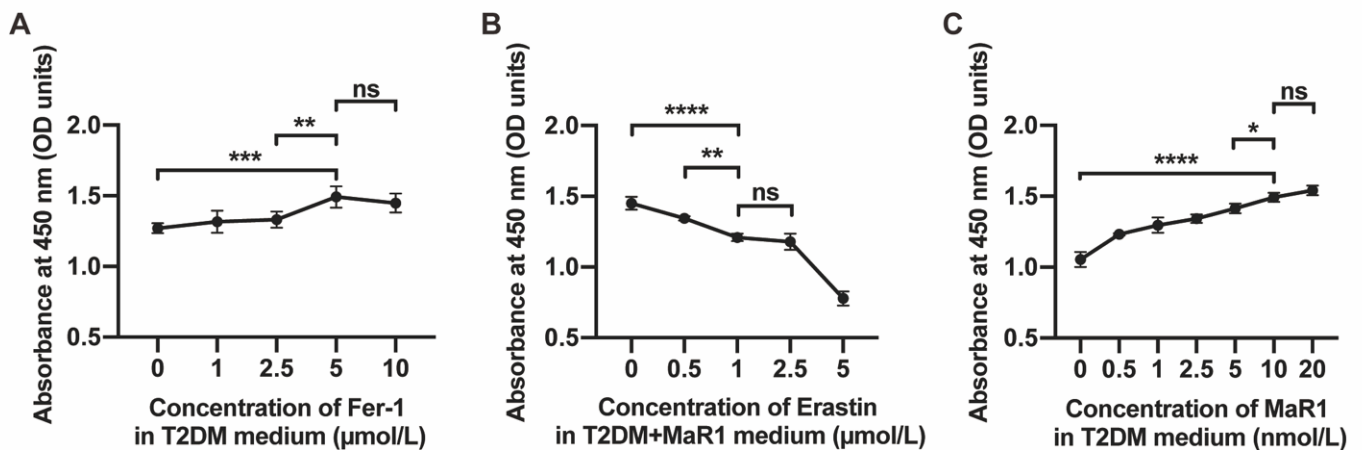 A
Absorbance at 450 nm (OD units)
2.0
1.5
1.0
0.5
***
**
ns
0 1 2.5 5 10
Concentration of Fer-1
in T2DM medium (μmol/L)
B
Absorbance at 450 nm (OD units)
2.0
1.5
1.0
0.5
****
**
ns
0 0.5 1 2.5 5
Concentration of Erastin
in T2DM+MaR1 medium (μmol/L)
C
Absorbance at 450 nm (OD units)
2.0
1.5
1.0
0.5
****
*
ns
0 0.5 1 2.5 5 10 20
Concentration of MaR1
in T2DM medium (nmol/L)